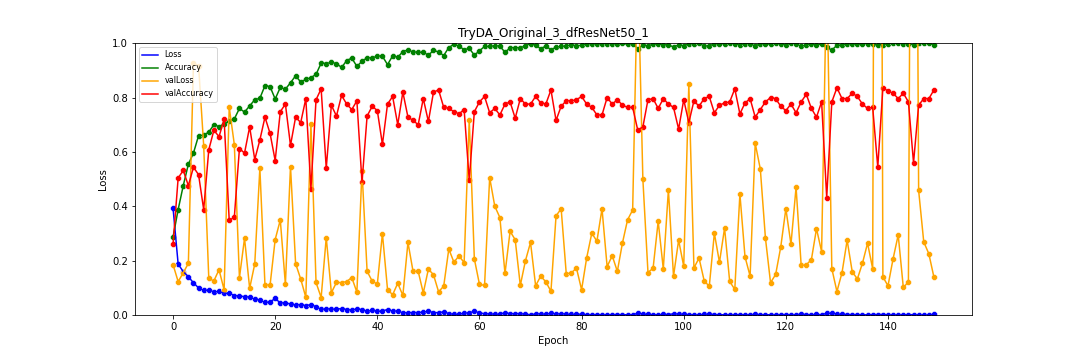 TryDA_Original_3_dfResNet50_1
Loss
Accuracy
valLoss
valAccuracy
1.0
0.8
0.6
0.4
0.2
0.0
Loss
0 20 40 60 80 100 120 140
Epoch